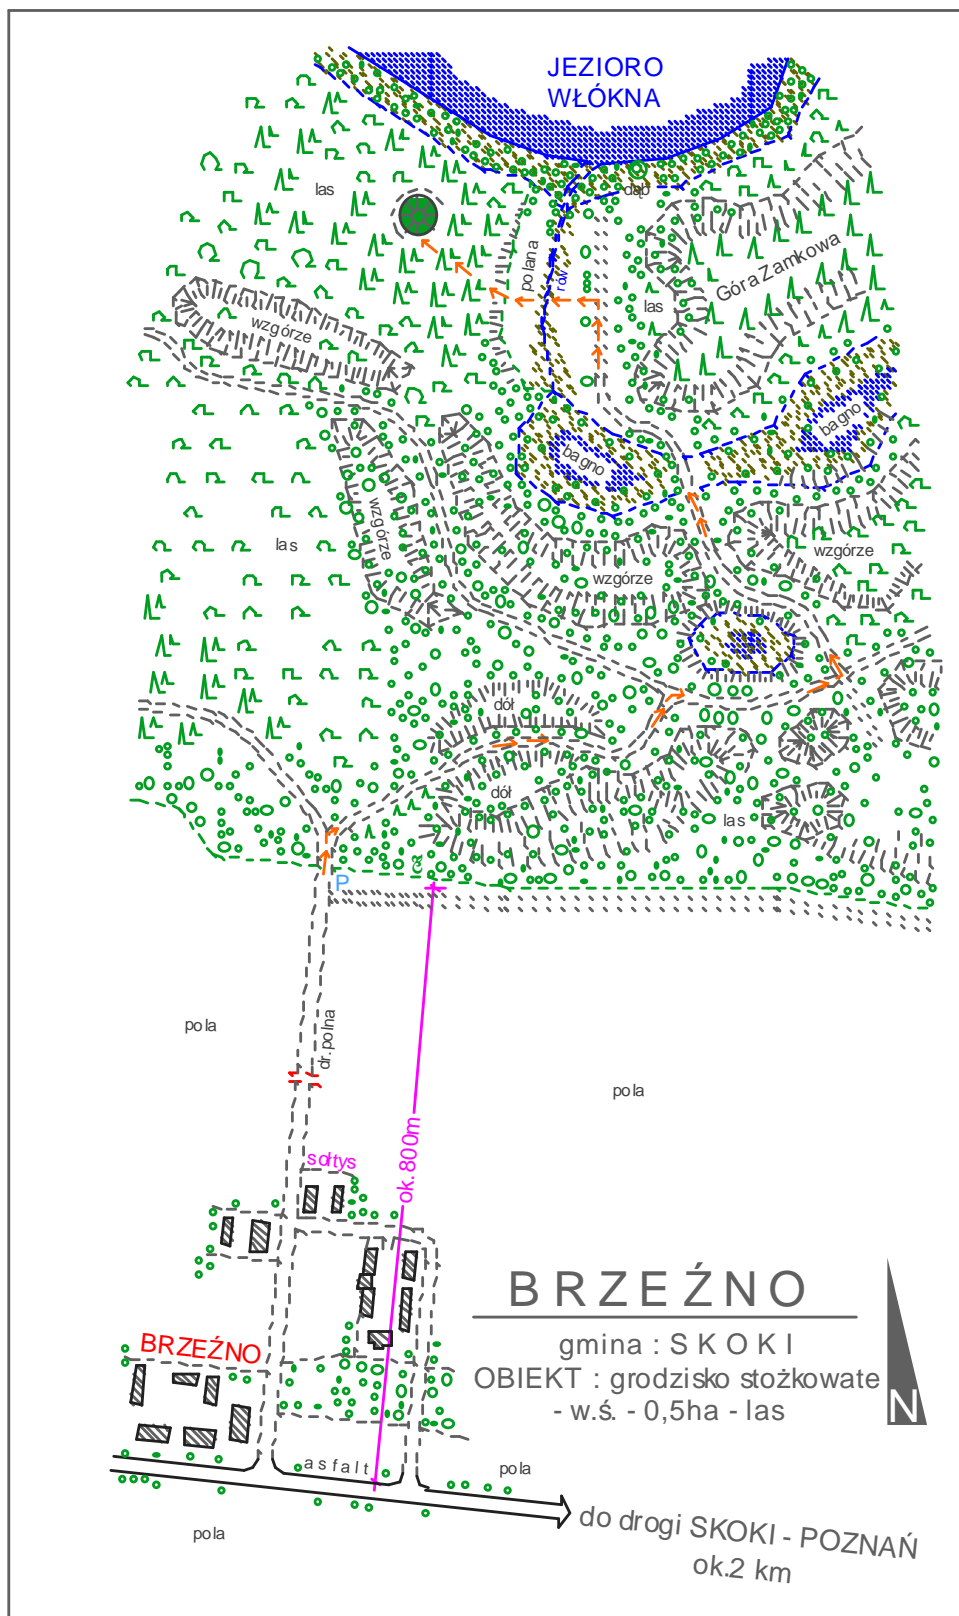 JEZIORO
WŁÓKNA
las
dąb
polana
rów
Góra Zamkowa
las
wzgórze
bagno
bagno
wzgórze
las
wzgórze
wzgórze
dół
dół
las
P
pola
dr.polna
pola
sołtys
ok.800m
BRZEŹNO
gmina : SKOKI
OBIEKT : grodzisko stożkowate
- w.ś. - 0,5ha - las
N
BRZEŹNO
asfalt
pola
pola
do drogi SKOKI - POZNAŃ
ok.2 km